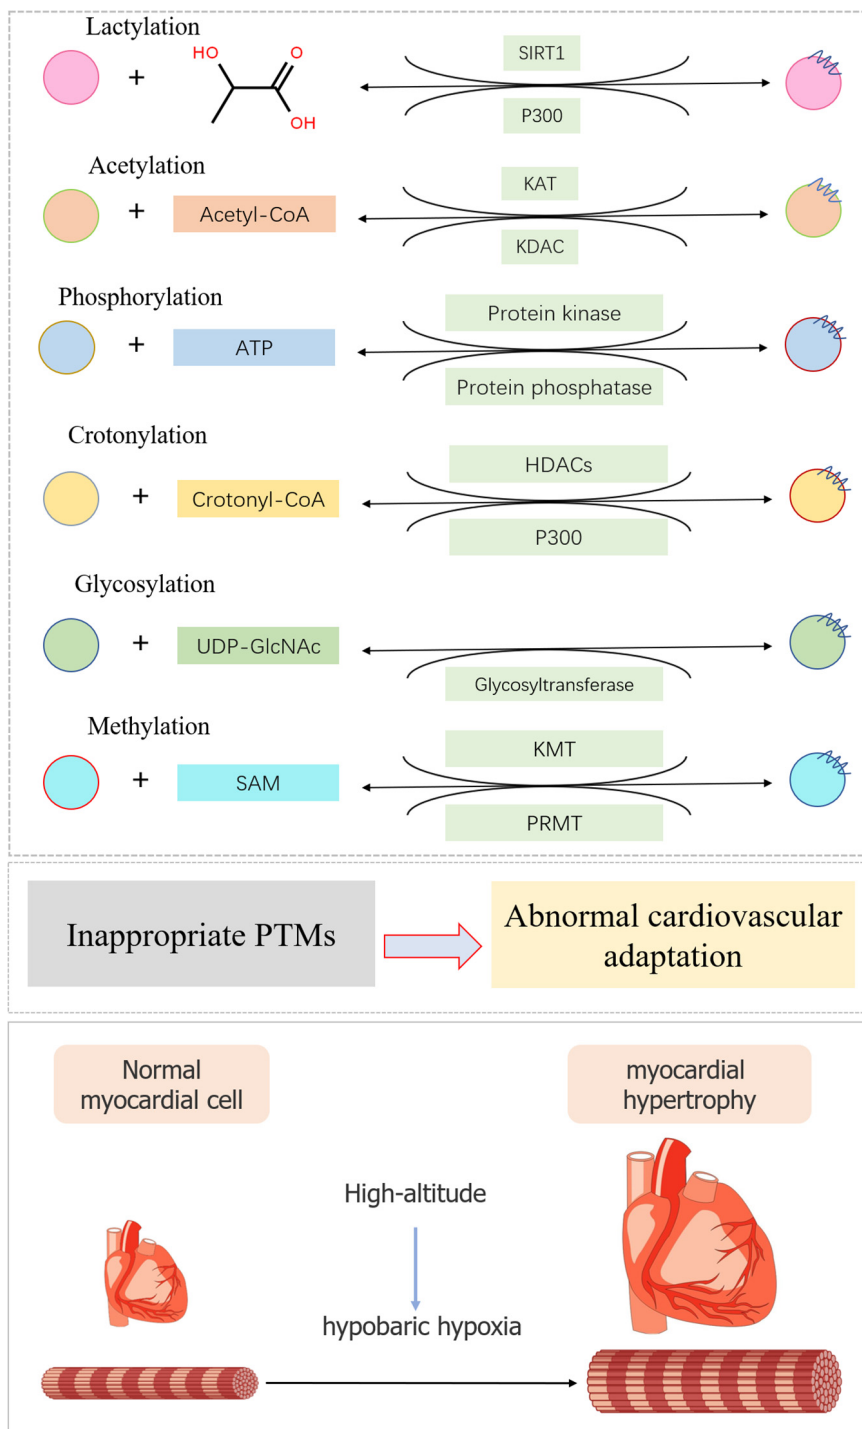 Lactylation
+
HO
O
OH
SIRT1
P300
Acetylation
+
Acetyl-CoA
KAT
KDAC
Phosphorylation
+
ATP
Protein kinase
Protein phosphatase
Crotonylation
+
Crotonyl-CoA
HDACs
P300
Glycosylation
+
UDP-GlcNAc
Glycosyltransferase
Methylation
+
SAM
KMT
PRMT
Inappropriate PTMs
Abnormal cardiovascular
adaptation
Normal
myocardial cell
myocardial
hypertrophy
High-altitude
hypobaric hypoxia